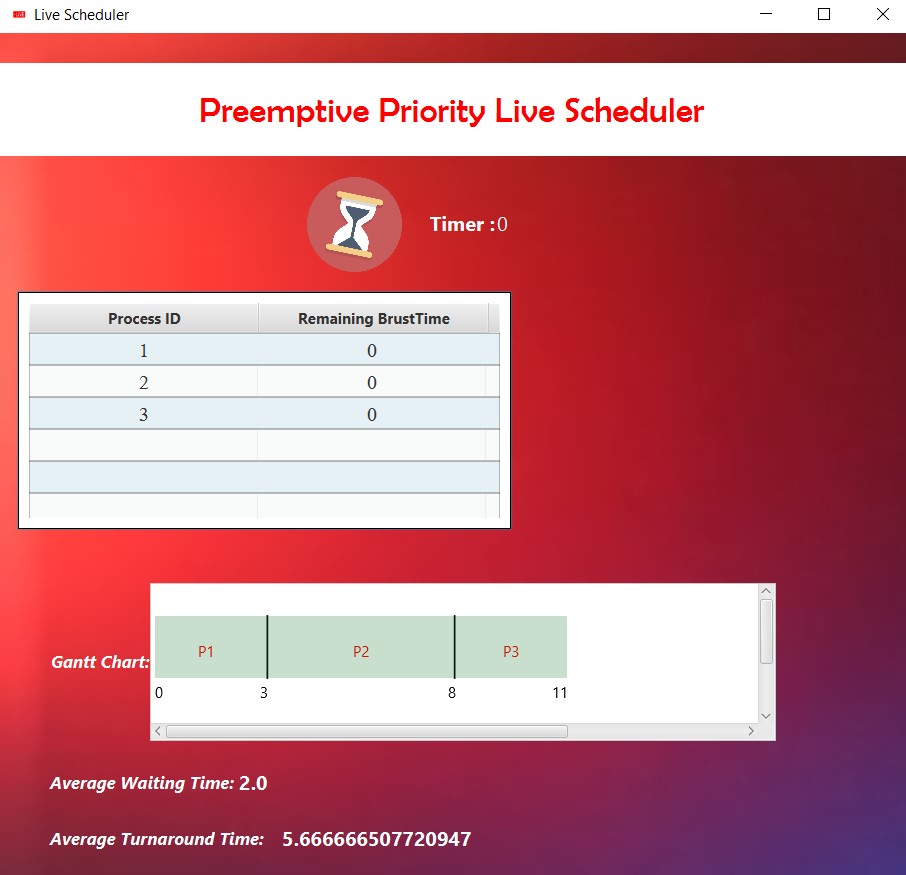 Live Scheduler
Preemptive Priority Live Scheduler
Timer :0
Process ID Remaining BrustTime
1 0
2 0
3 0
Gantt Chart:
P1 P2 P3
0 3 8 11
Average Waiting Time: 2.0
Average Turnaround Time: 5.666666507720947